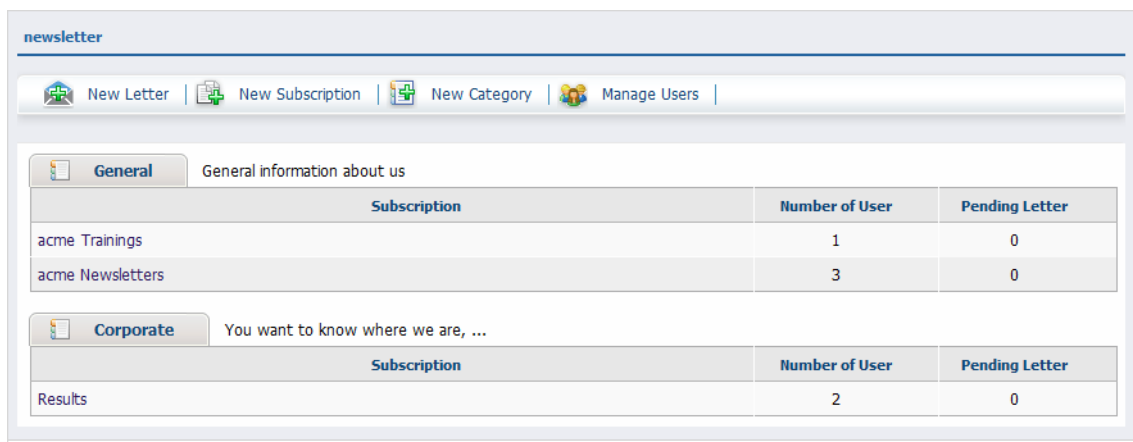 newsletter
New Letter | New Subscription | New Category | Manage Users |
General General information about us
Subscription Number of User Pending Letter
acme Trainings 1 0
acme Newsletters 3 0
Corporate You want to know where we are, ...
Subscription Number of User Pending Letter
Results 2 0